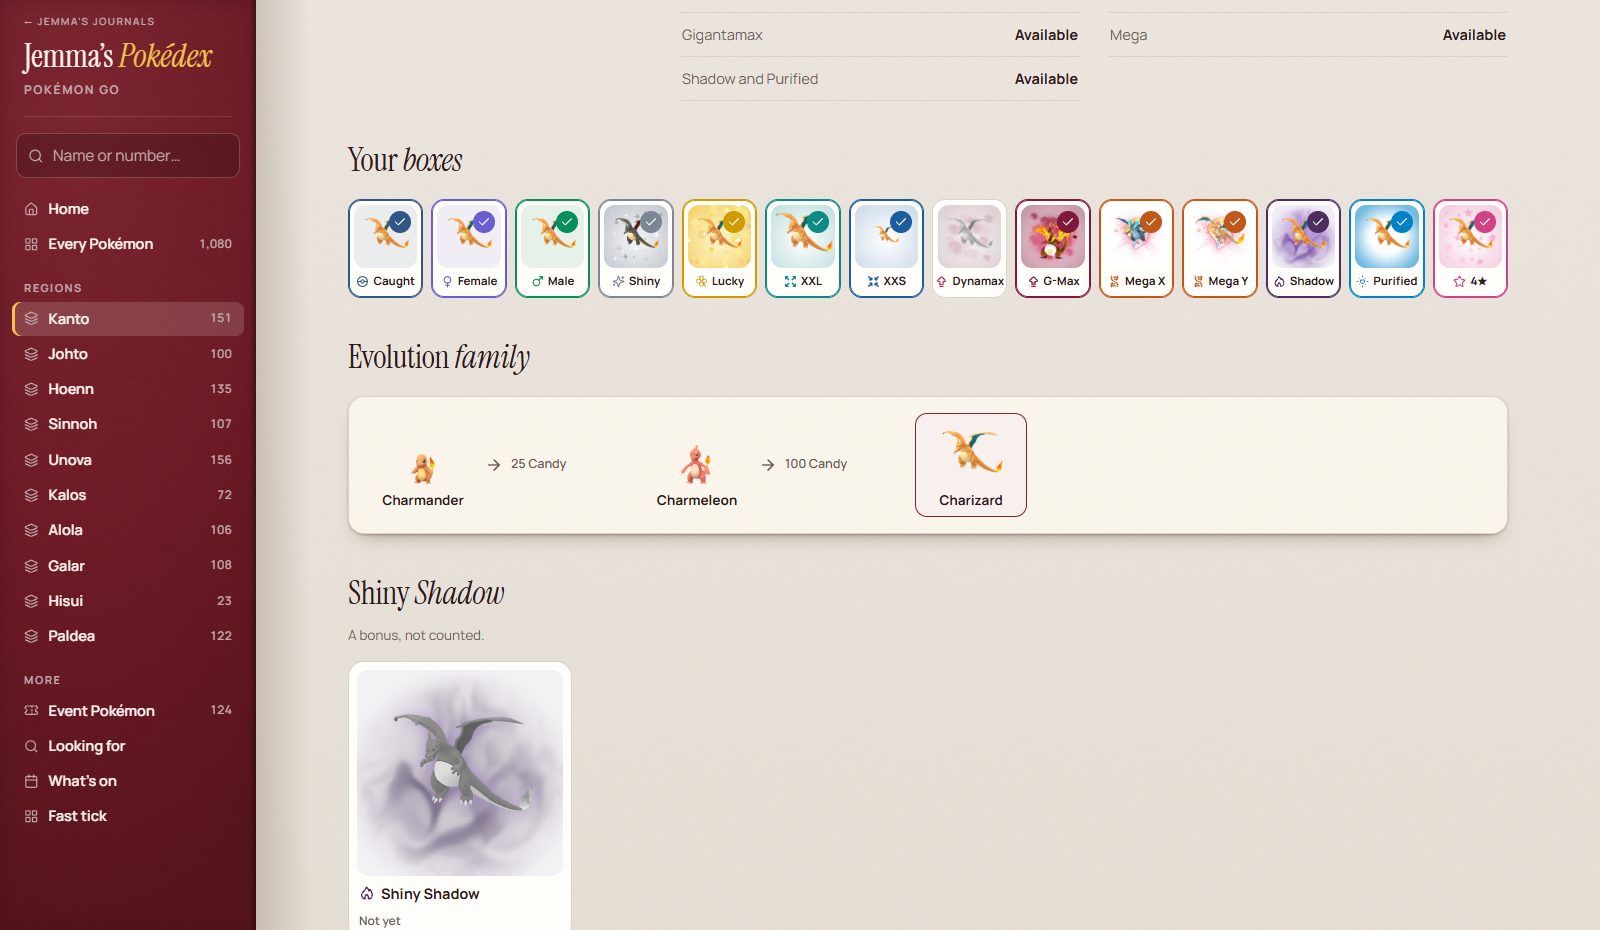 ← JEMMA'S JOURNALS
Jemma's Pokédex
POKÉMON GO
Name or number...
Home
Every Pokémon 1,080
REGIONS
Kanto 151
Johto 100
Hoenn 135
Sinnoh 107
Unova 156
Kalos 72
Alola 106
Galar 108
Hisui 23
Paldea 122
MORE
Event Pokémon 124
Looking for
What's on
Fast tick
Gigantamax Available Mega Available
Shadow and Purified Available
Your boxes
Caught Female Male Shiny Lucky XXL XXS Dynamax G-Max Mega X Mega Y Shadow Purified 4★
Evolution family
→ 25 Candy → 100 Candy
Charmander Charmeleon Charizard
Shiny Shadow
A bonus, not counted.
Shiny Shadow
Not yet